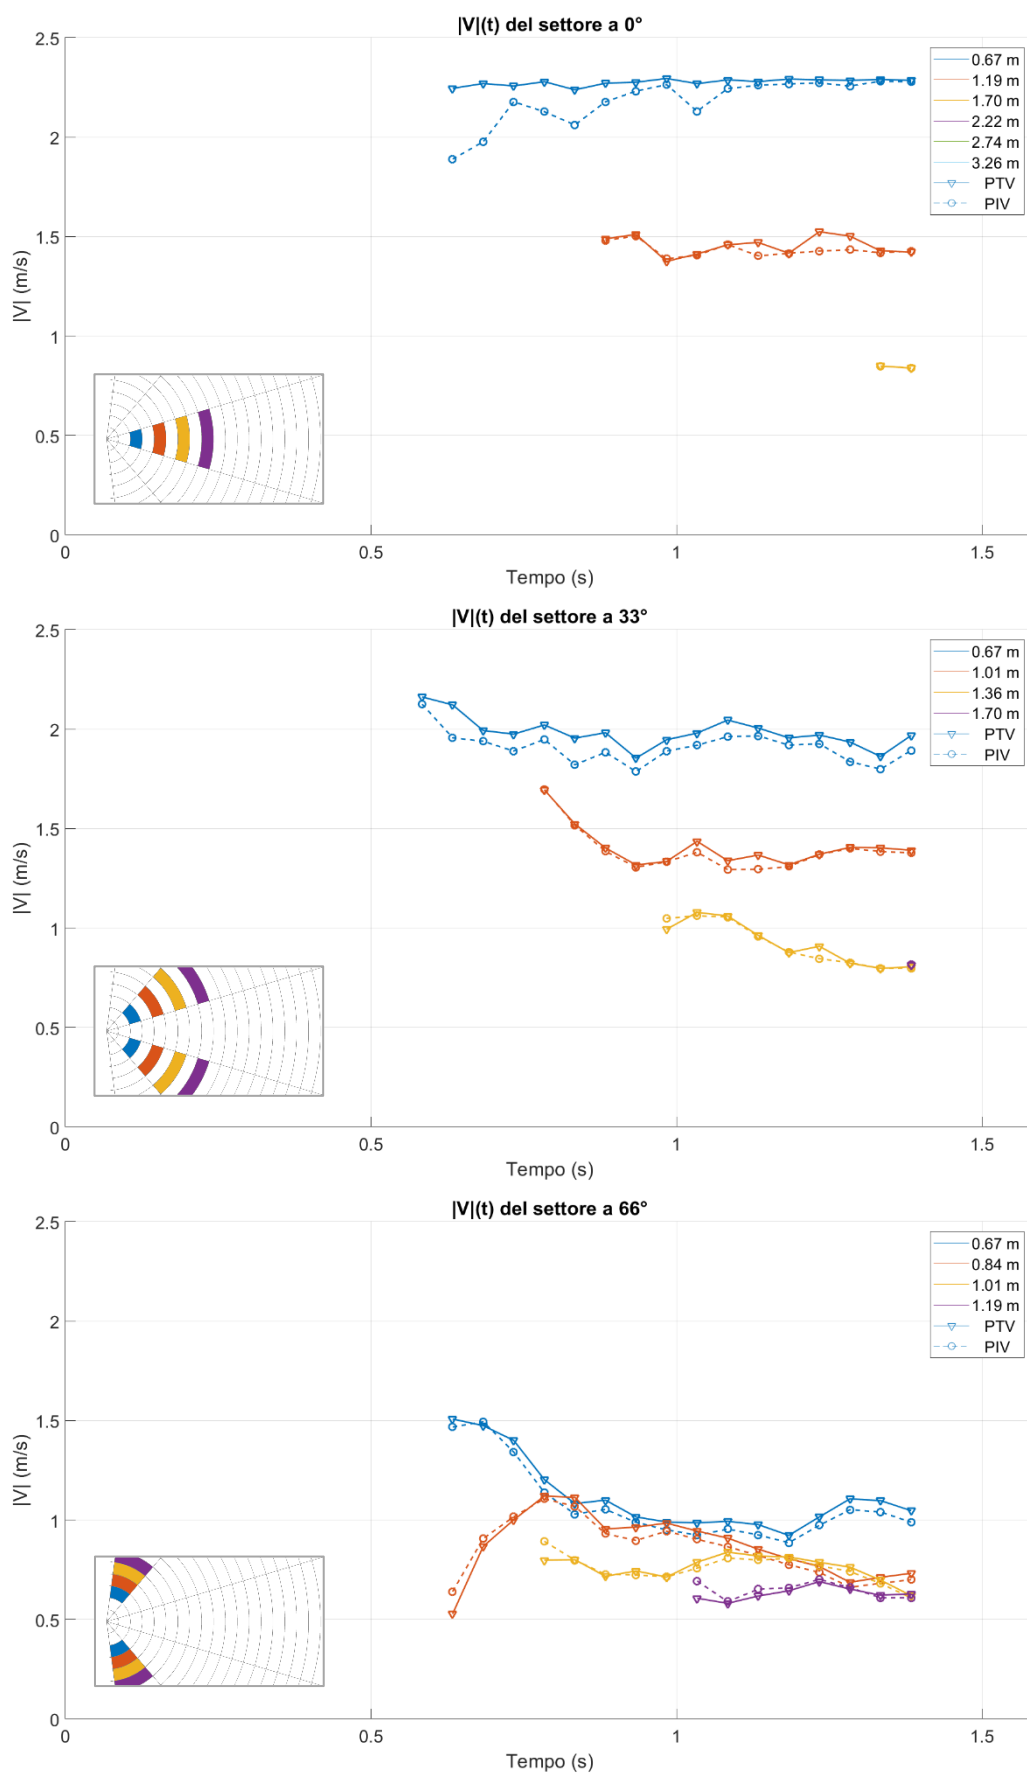 |V|(t) del settore a 0°
2.5
2
1.5
1
0.5
0
|V| (m/s)
0.67 m
1.19 m
1.70 m
2.22 m
2.74 m
3.26 m
PTV
PIV
0 0.5 1 1.5
Tempo (s)
|V|(t) del settore a 33°
2.5
2
1.5
1
0.5
0
|V| (m/s)
0.67 m
1.01 m
1.36 m
1.70 m
PTV
PIV
0 0.5 1 1.5
Tempo (s)
|V|(t) del settore a 66°
2.5
2
1.5
1
0.5
0
|V| (m/s)
0.67 m
0.84 m
1.01 m
1.19 m
PTV
PIV
0 0.5 1 1.5
Tempo (s)